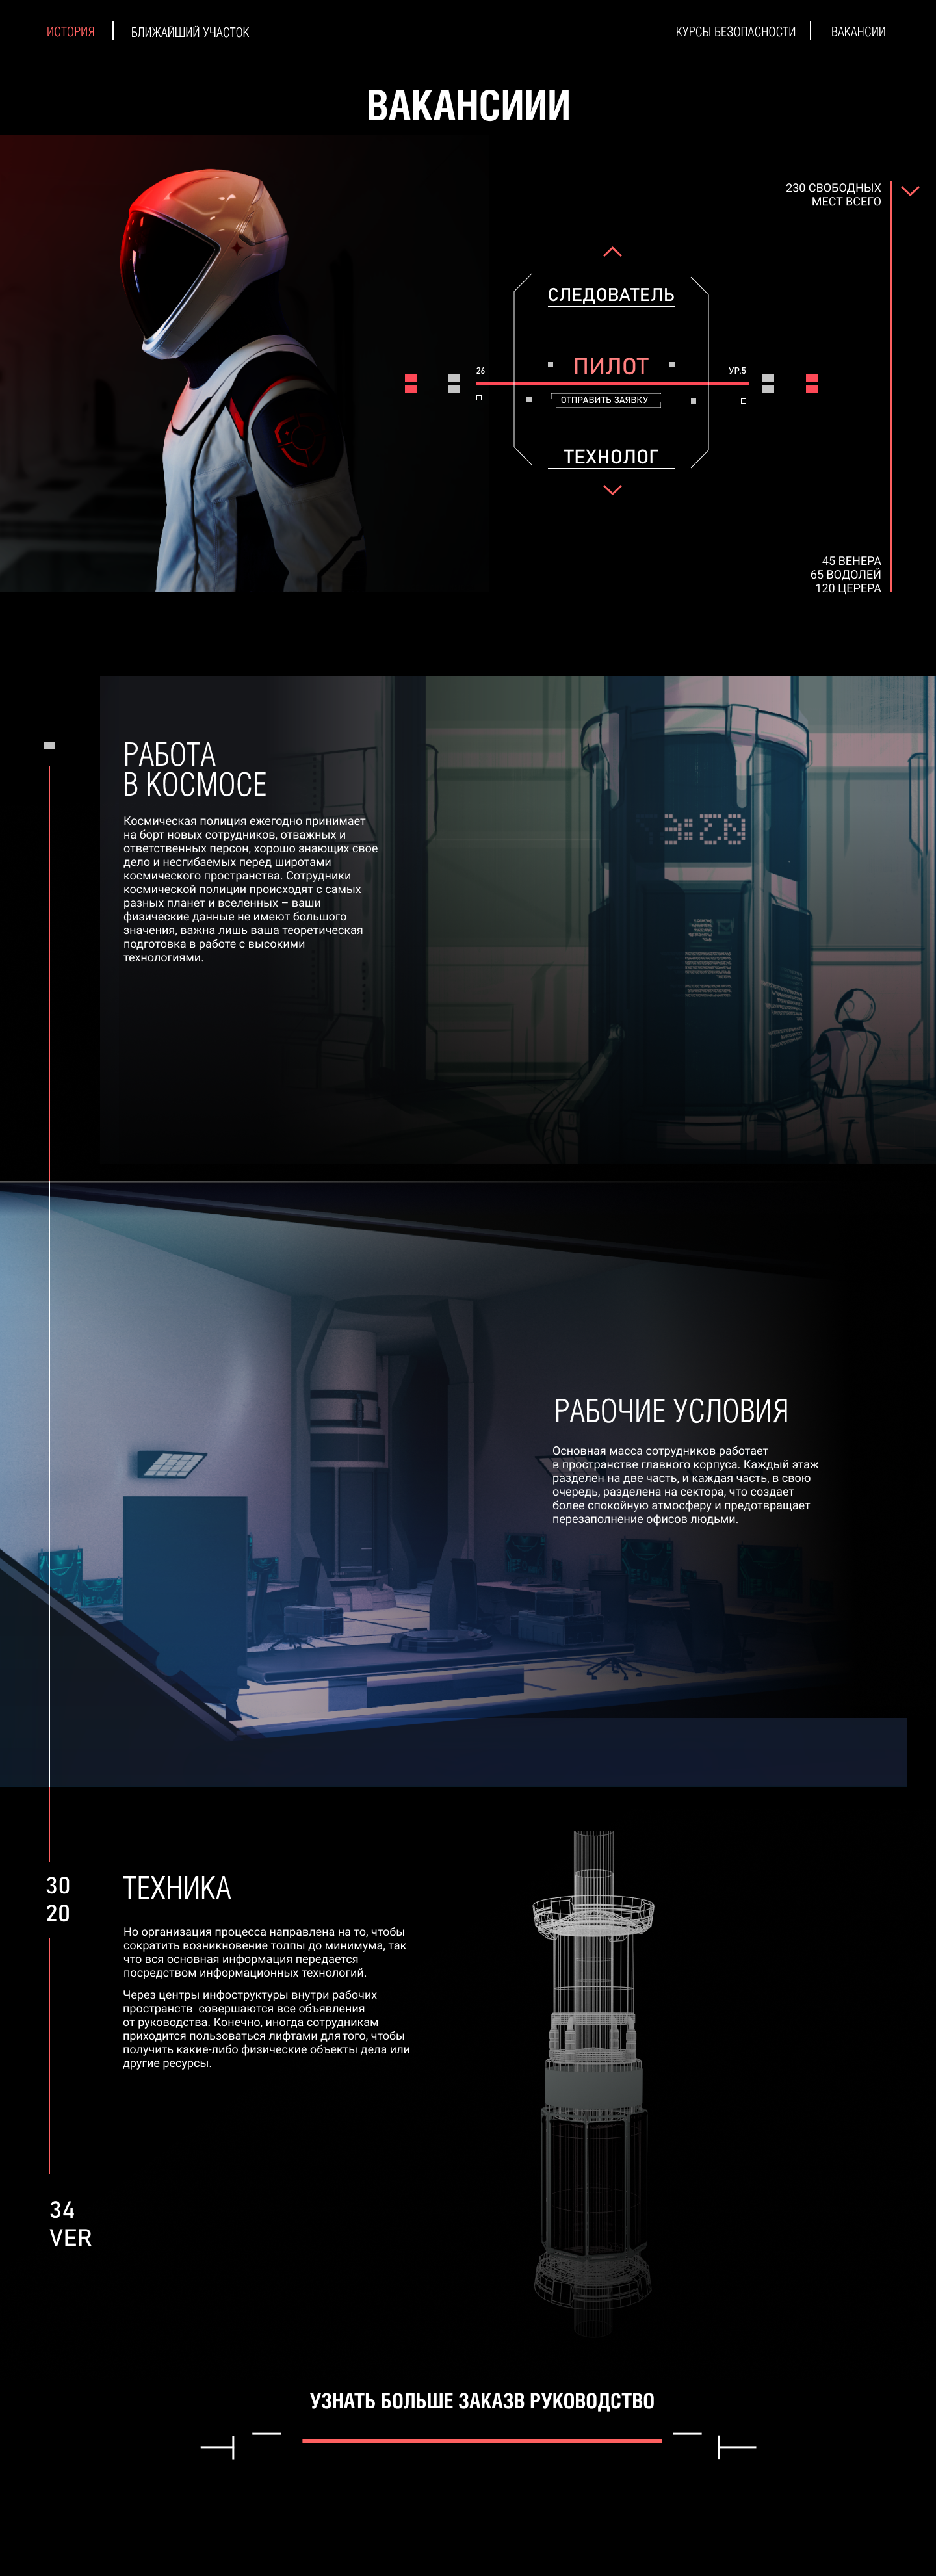 ИСТОРИЯ
БЛИЖАЙШИЙ УЧАСТОК
КУРСЫ БЕЗОПАСНОСТИ
ВАКАНСИИ
ВАКАНСИИИ
230 СВОБОДНЫХ
МЕСТ ВСЕГО
СЛЕДОВАТЕЛЬ
26
ПИЛОТ
УР.5
ОТПРАВИТЬ ЗАЯВКУ
ТЕХНОЛОГ
45 ВЕНЕРА
65 ВОДОЛЕЙ
120 ЦЕРЕРА
РАБОТА
В КОСМОСЕ
Космическая полиция ежегодно принимает
на борт новых сотрудников, отважных и
ответственных персон, хорошо знающих свое
дело и несгибаемых перед широтами
космического пространства. Сотрудники
космической полиции происходят с самых
разных планет и вселенных – ваши
физические данные не имеют большого
значения, важна лишь ваша теоретическая
подготовка в работе с высокими
технологиями.
РАБОЧИЕ УСЛОВИЯ
Основная масса сотрудников работает
в пространстве главного корпуса. Каждый этаж
разделен на две часть, и каждая часть, в свою
очередь, разделена на сектора, что создает
более спокойную атмосферу и предотвращает
перезаполнение офисов людьми.
30
20
ТЕХНИКА
Но организация процесса направлена на то, чтобы
сократить возникновение толпы до минимума, так
что вся основная информация передается
посредством информационных технологий.
Через центры инфоструктуры внутри рабочих
пространств совершаются все объявления
от руководства. Конечно, иногда сотрудникам
приходится пользоваться лифтами для того, чтобы
получить какие-либо физические объекты дела или
другие ресурсы.
34
VER
УЗНАТЬ БОЛЬШЕ ЗАКАЗВ РУКОВОДСТВО